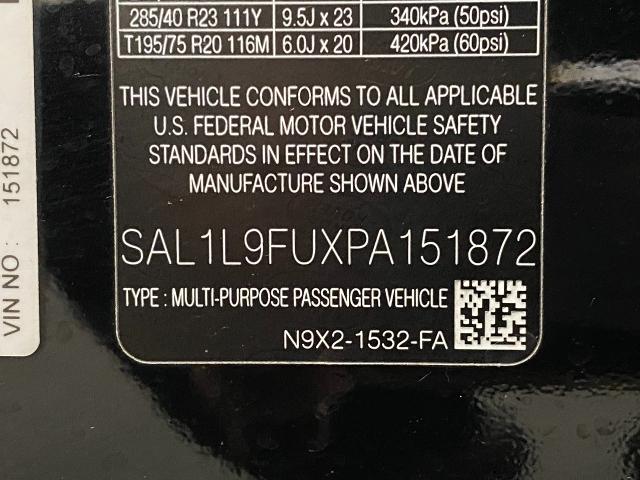 285/40 R23 111Y 9.5J x 23 340kPa (50psi)
T195/75 R20 116M 6.0J x 20 420kPa (60psi)
THIS VEHICLE CONFORMS TO ALL APPLICABLE
U.S. FEDERAL MOTOR VEHICLE SAFETY
STANDARDS IN EFFECT ON THE DATE OF
MANUFACTURE SHOWN ABOVE
SAL1L9FUXPA151872
TYPE : MULTI-PURPOSE PASSENGER VEHICLE
N9X2-1532-FA
VIN NO : 151872